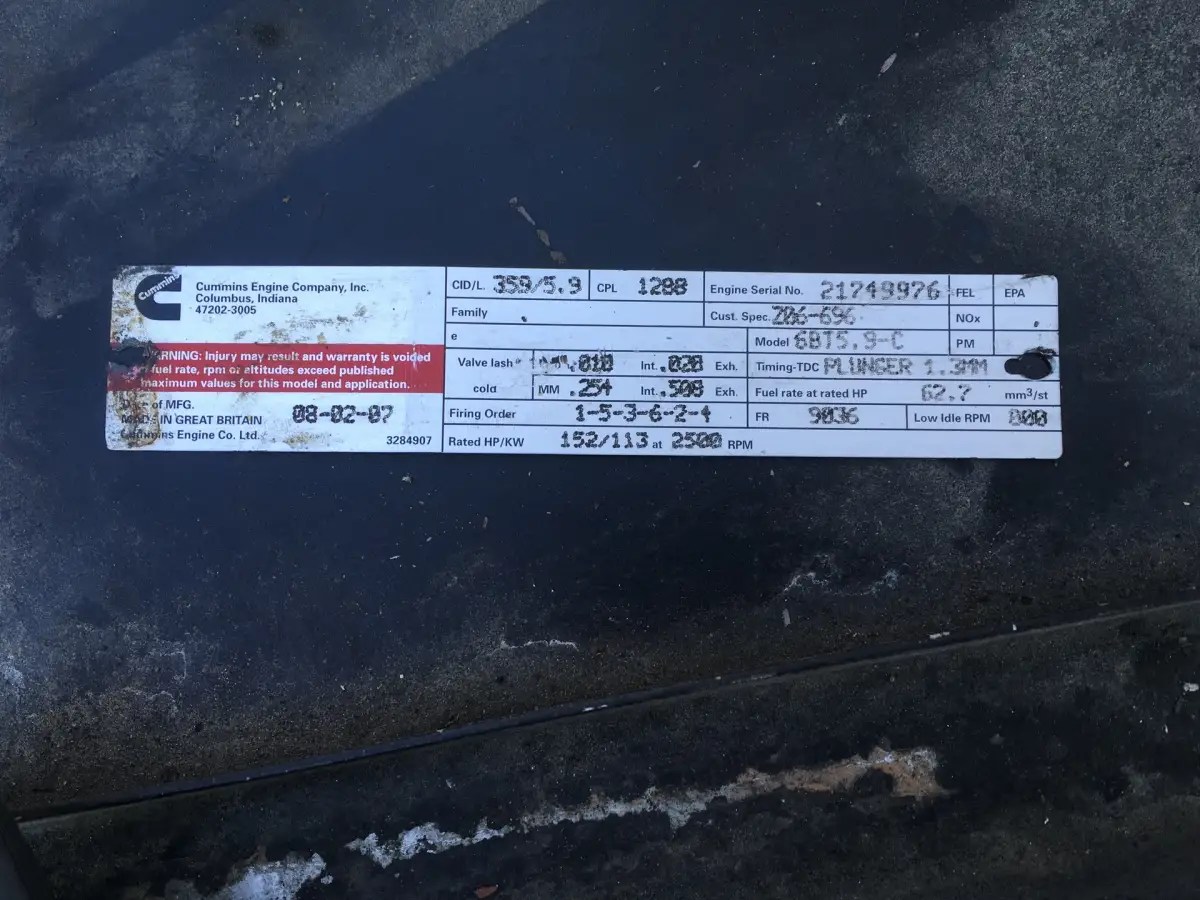 Cummins
Cummins Engine Company, Inc.
Columbus, Indiana
47202-3005
RNING: Injury may result and warranty is voided
fuel rate, rpm or altitudes exceed published
maximum values for this model and application.
of MFG.
MADE IN GREAT BRITAIN 08-02-07
Cummins Engine Co. Ltd. 3284907
CID/L. 359/5.9 CPL 1288 Engine Serial No. 21749976 FEL EPA
Family Cust. Spec. Z06-696 NOx
e Model 6BT5.9-C PM
Valve lash .010 Int. .020 Exh. Timing-TDC PLUNGER 1.3MM
cold MM .254 Int. .508 Exh. Fuel rate at rated HP 62.7 mm³/st
Firing Order 1-5-3-6-2-4 FR 9036 Low Idle RPM 800
Rated HP/KW 152/113 at 2500 RPM